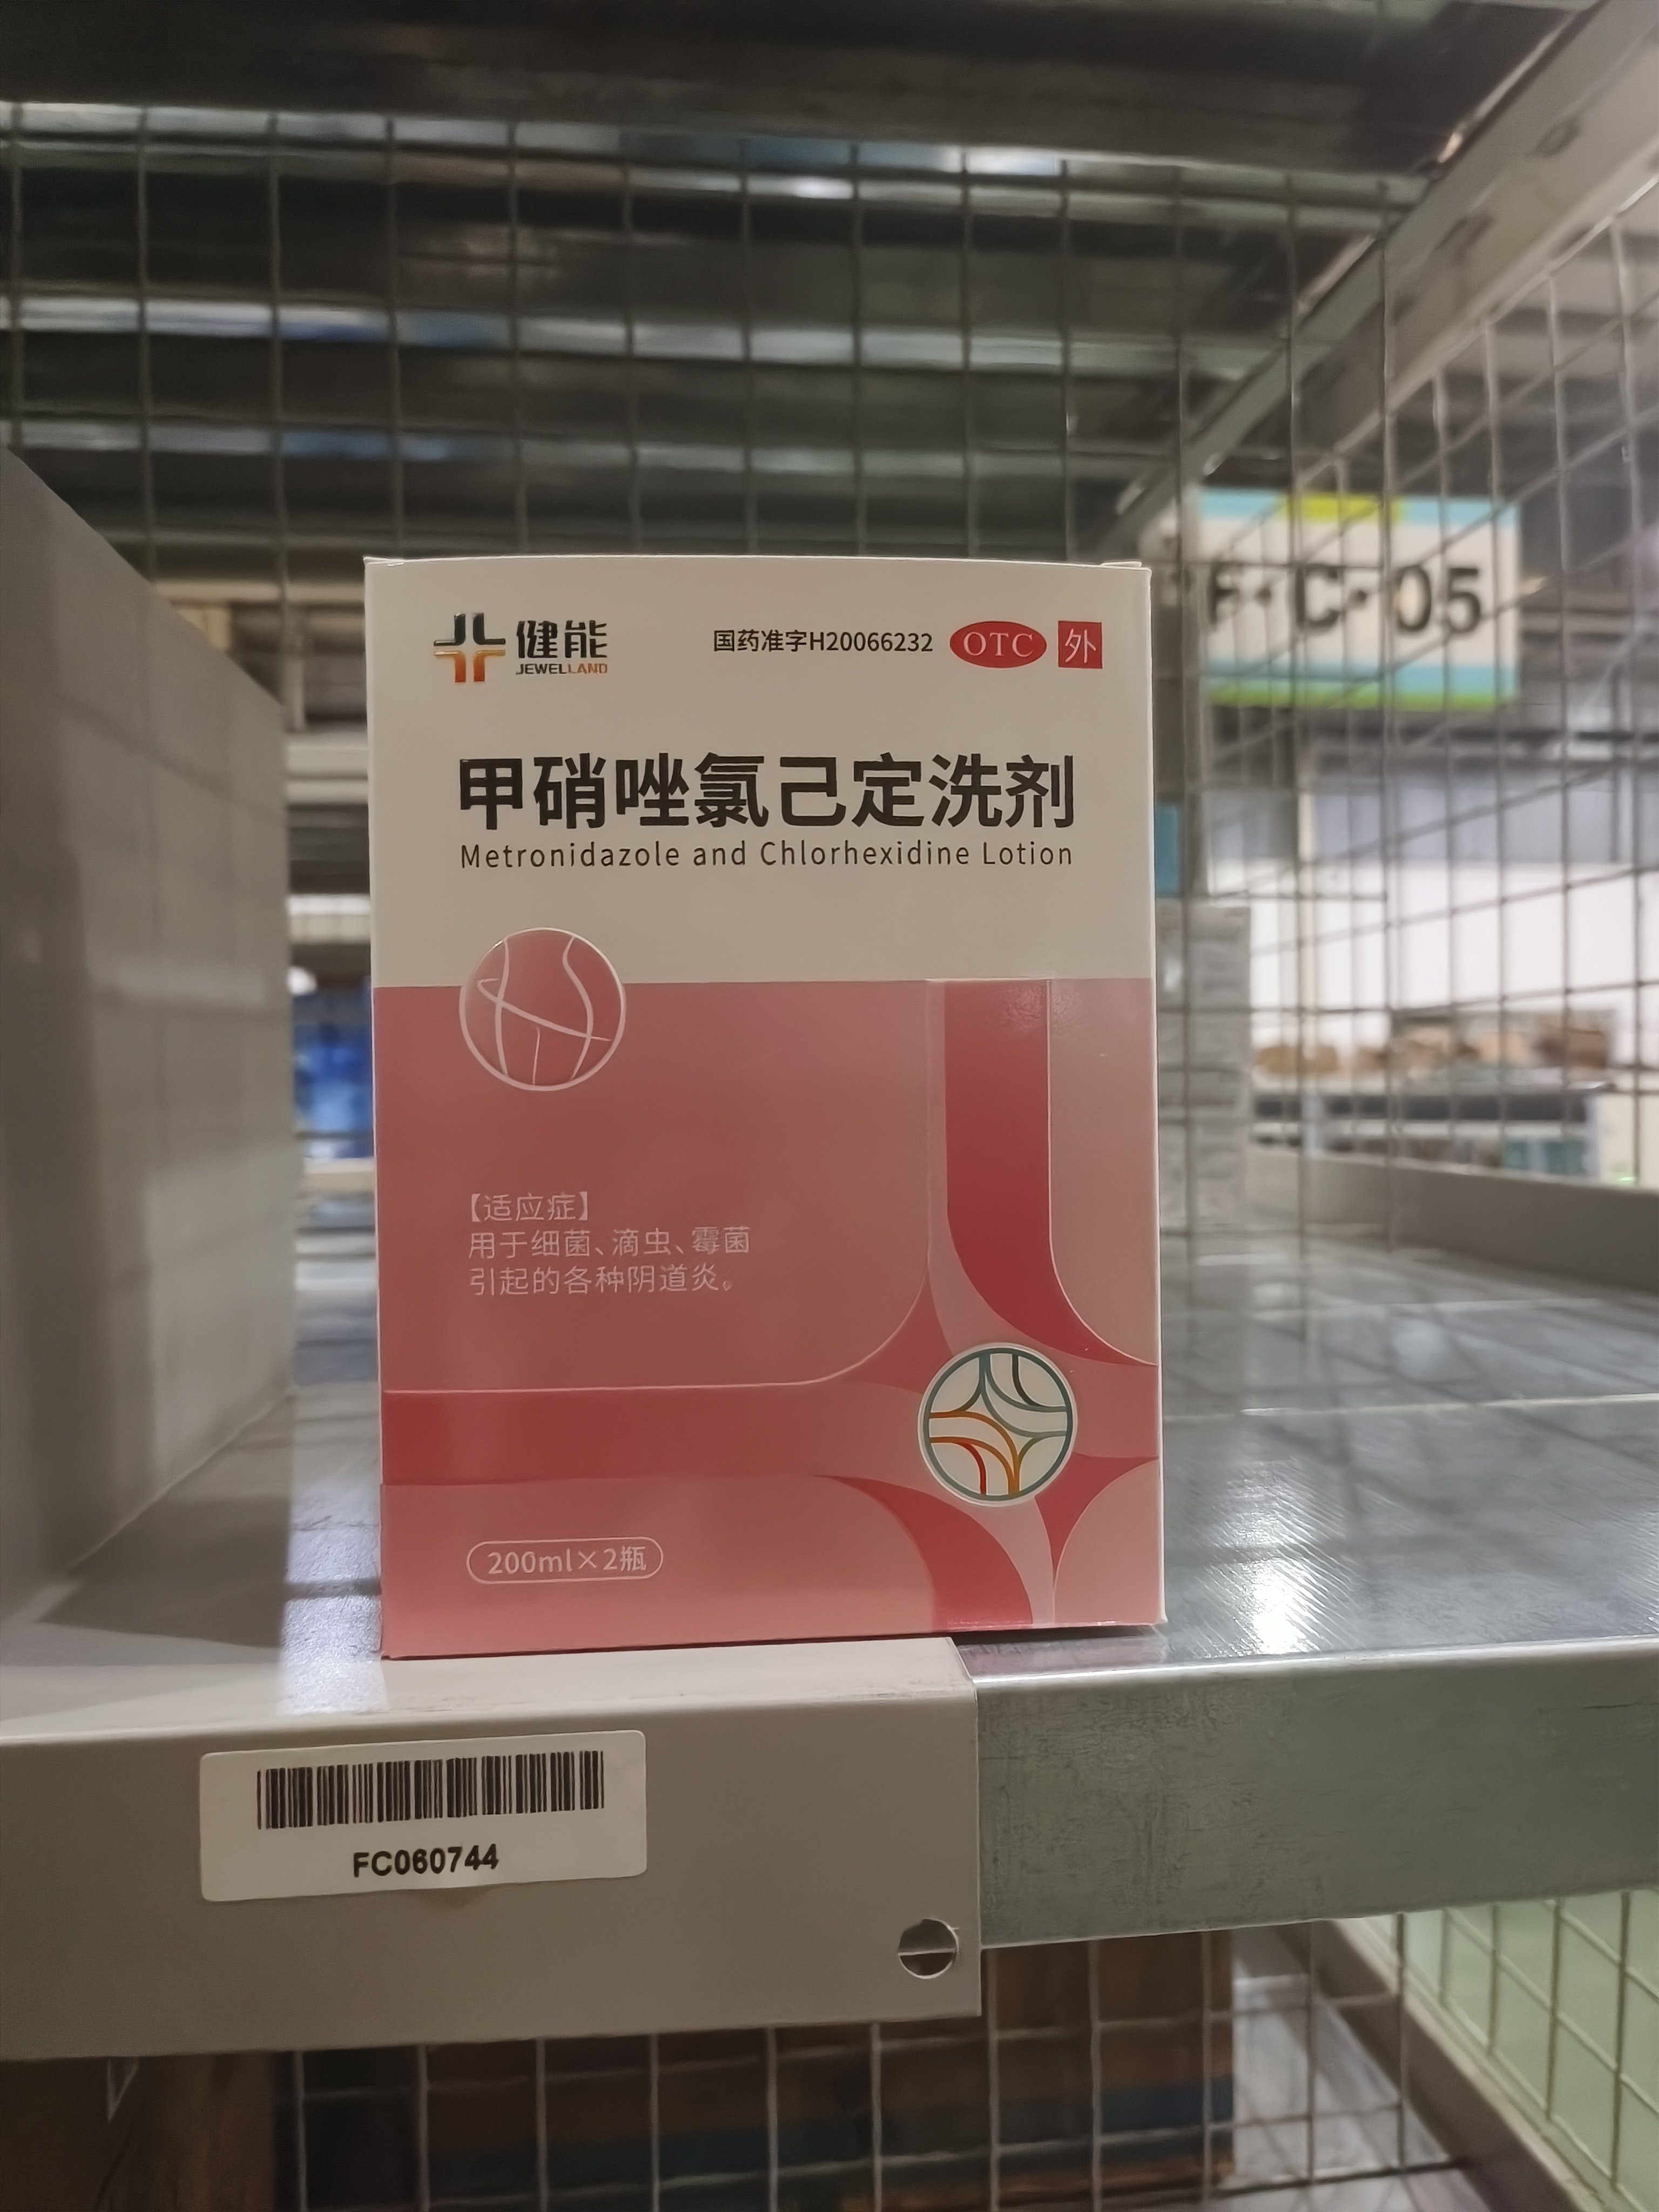 F·C·05
健能
JEWELLAND
国药准字H20066232 OTC 外
甲硝唑氯己定洗剂
Metronidazole and Chlorhexidine Lotion
【适应症】
用于细菌、滴虫、霉菌
引起的各种阴道炎。
200ml×2瓶
FC060744